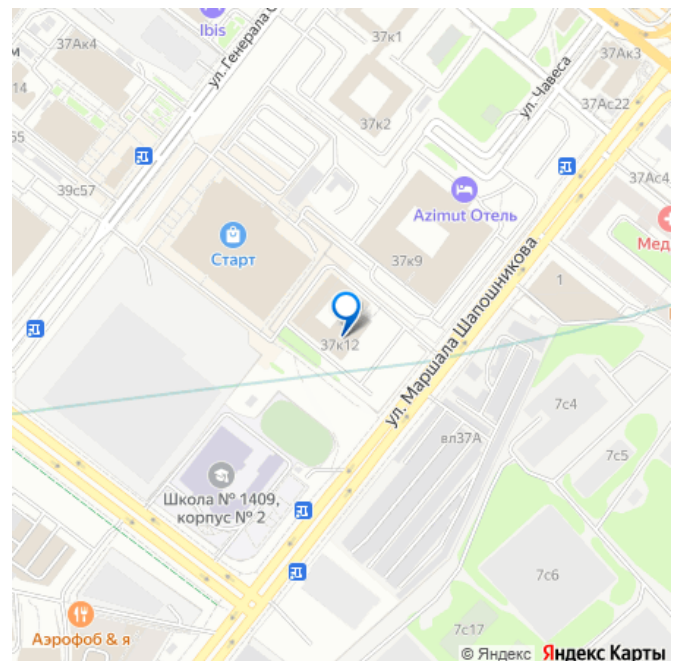 Ibis
37Ак4
ул. Генерала С
37к1
37Ак3
ул. Чавеса
м
14
37Ас22
65
37к2
39с57
37Ас4
Azimut Отель
Мед
Старт
37к9
1
ул. Маршала Шапошникова
37к12
7с4
вл37А
7с5
Школа № 1409,
корпус № 2
7с6
7с17
Аэрофоб & я
© Яндекс Яндекс Карты